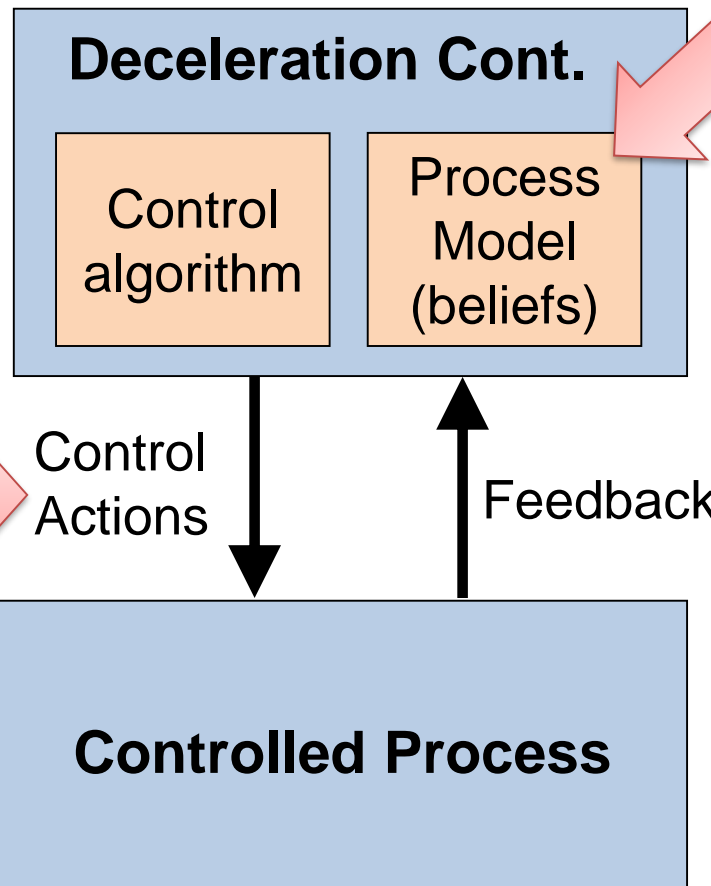 Deceleration Cont.
Control
algorithm
Process
Model
(beliefs)
Control
Actions
Feedback
Controlled Process